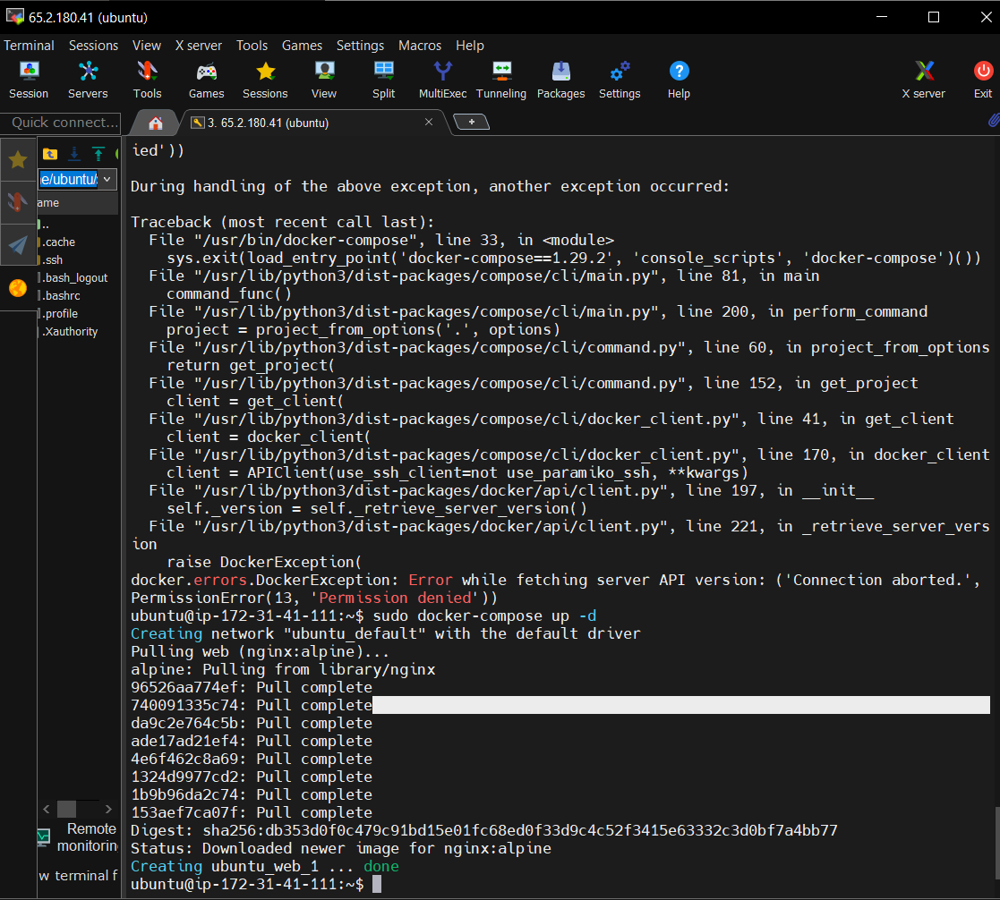 65.2.180.41 (ubuntu)
Terminal Sessions View X server Tools Games Settings Macros Help
Session Servers Tools Games Sessions View Split MultiExec Tunneling Packages Settings Help X server Exit
Quick connect...
3. 65.2.180.41 (ubuntu)
e/ubuntu/
ame
..
.cache
.ssh
.bash_logout
.bashrc
.profile
.Xauthority
Remote
monitorin
w terminal f
ied'))
During handling of the above exception, another exception occurred:
Traceback (most recent call last):
  File "/usr/bin/docker-compose", line 33, in <module>
    sys.exit(load_entry_point('docker-compose==1.29.2', 'console_scripts', 'docker-compose')())
  File "/usr/lib/python3/dist-packages/compose/cli/main.py", line 81, in main
    command_func()
  File "/usr/lib/python3/dist-packages/compose/cli/main.py", line 200, in perform_command
    project = project_from_options('.', options)
  File "/usr/lib/python3/dist-packages/compose/cli/command.py", line 60, in project_from_options
    return get_project(
  File "/usr/lib/python3/dist-packages/compose/cli/command.py", line 152, in get_project
    client = get_client(
  File "/usr/lib/python3/dist-packages/compose/cli/docker_client.py", line 41, in get_client
    client = docker_client(
  File "/usr/lib/python3/dist-packages/compose/cli/docker_client.py", line 170, in docker_client
    client = APIClient(use_ssh_client=not use_paramiko_ssh, **kwargs)
  File "/usr/lib/python3/dist-packages/docker/api/client.py", line 197, in __init__
    self._version = self._retrieve_server_version()
  File "/usr/lib/python3/dist-packages/docker/api/client.py", line 221, in _retrieve_server_vers
ion
    raise DockerException(
docker.errors.DockerException: Error while fetching server API version: ('Connection aborted.',
PermissionError(13, 'Permission denied'))
ubuntu@ip-172-31-41-111:~$ sudo docker-compose up -d
Creating network "ubuntu_default" with the default driver
Pulling web (nginx:alpine)...
alpine: Pulling from library/nginx
96526aa774ef: Pull complete
740091335c74: Pull complete
da9c2e764c5b: Pull complete
ade17ad21ef4: Pull complete
4e6f462c8a69: Pull complete
1324d9977cd2: Pull complete
1b9b96da2c74: Pull complete
153aef7ca07f: Pull complete
Digest: sha256:db353d0f0c479c91bd15e01fc68ed0f33d9c4c52f3415e63332c3d0bf7a4bb77
Status: Downloaded newer image for nginx:alpine
Creating ubuntu_web_1 ... done
ubuntu@ip-172-31-41-111:~$